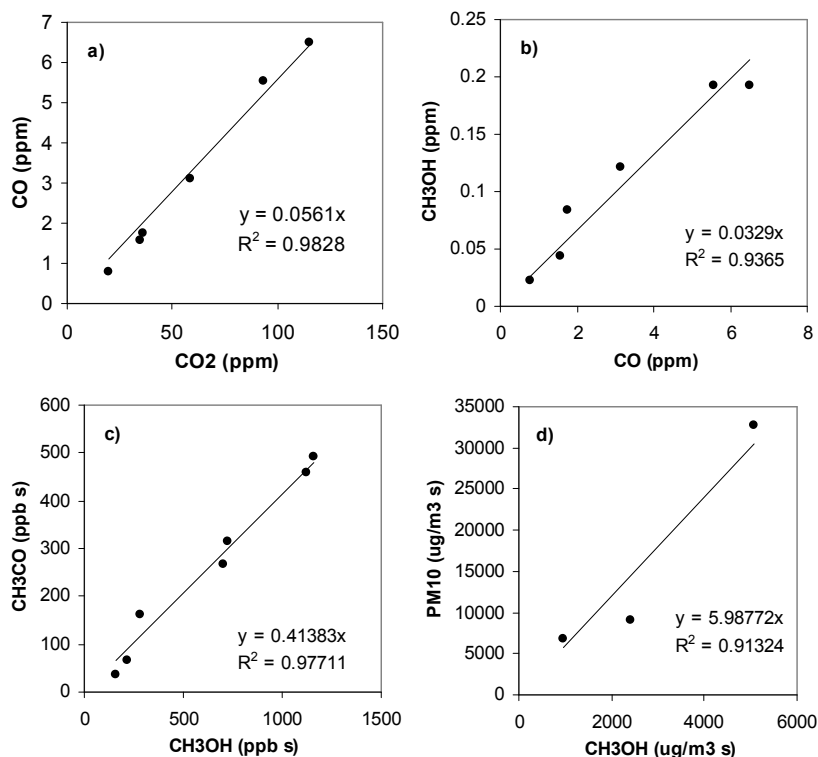 a)
7
6
5
4
3
2
1
0
CO (ppm)
y = 0.0561x
R² = 0.9828
0 50 100 150
CO2 (ppm)
b)
0.25
0.2
0.15
0.1
0.05
0
CH3OH (ppm)
y = 0.0329x
R² = 0.9365
0 2 4 6 8
CO (ppm)
c)
600
500
400
300
200
100
0
CH3CO (ppb s)
y = 0.41383x
R² = 0.97711
0 500 1000 1500
CH3OH (ppb s)
d)
35000
30000
25000
20000
15000
10000
5000
0
PM10 (ug/m3 s)
y = 5.98772x
R² = 0.91324
0 2000 4000 6000
CH3OH (ug/m3 s)